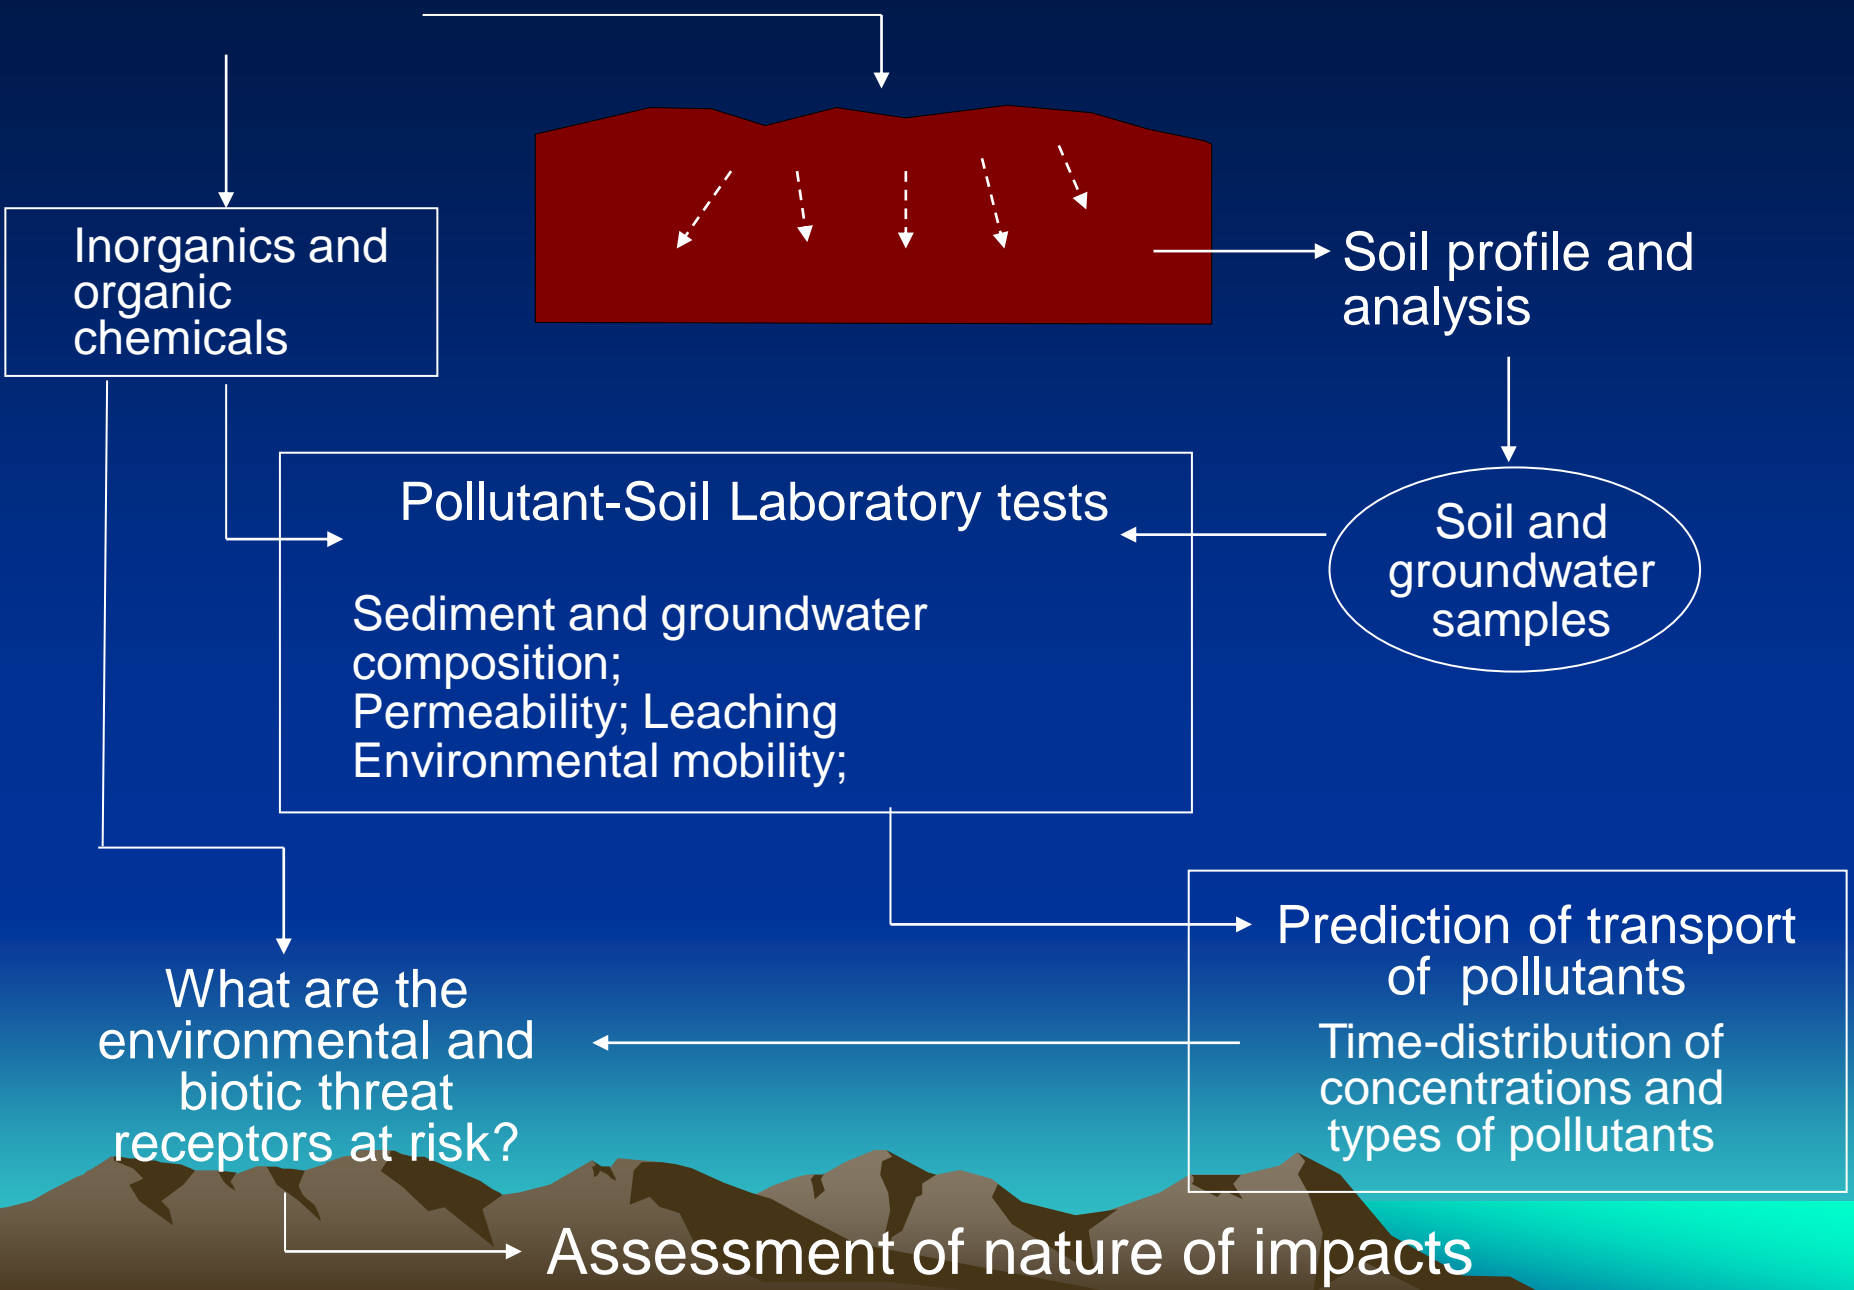 Inorganics and
organic
chemicals
Soil profile and
analysis
Pollutant-Soil Laboratory tests
Sediment and groundwater
composition;
Permeability; Leaching
Environmental mobility;
Soil and
groundwater
samples
Prediction of transport
of pollutants
Time-distribution of
concentrations and
types of pollutants
What are the
environmental and
biotic threat
receptors at risk?
Assessment of nature of impacts